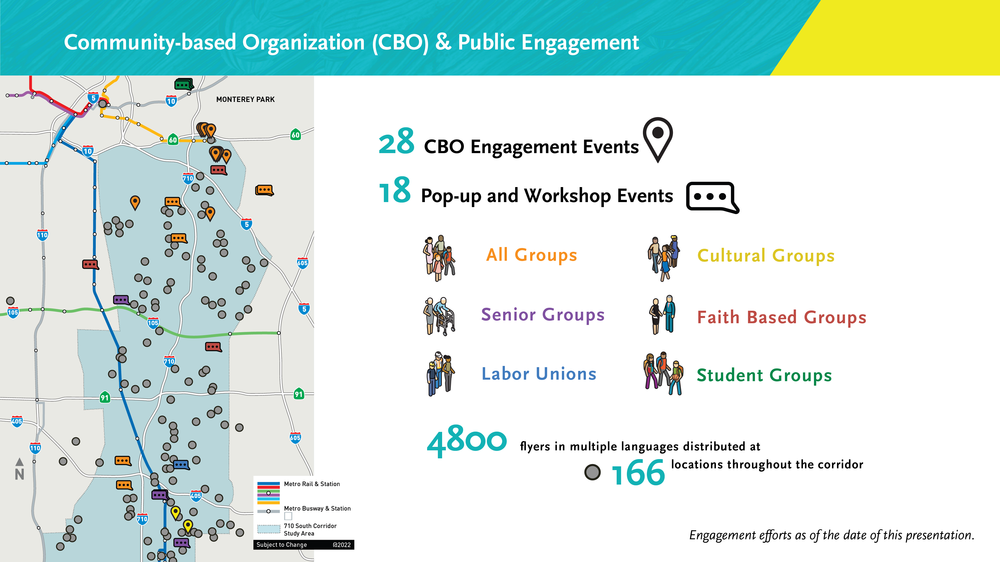 Community-based Organization (CBO) & Public Engagement
5
10
MONTEREY PARK
60
60
10
710
5
110
605
105
5
105
710
91
91
405
605
110
N
405
710
Metro Rail & Station
Metro Busway & Station
710 South Corridor
Study Area
Subject to Change @2022
28 CBO Engagement Events
18 Pop-up and Workshop Events
All Groups
Cultural Groups
Senior Groups
Faith Based Groups
Labor Unions
Student Groups
4800 flyers in multiple languages distributed at
166 locations throughout the corridor
Engagement efforts as of the date of this presentation.